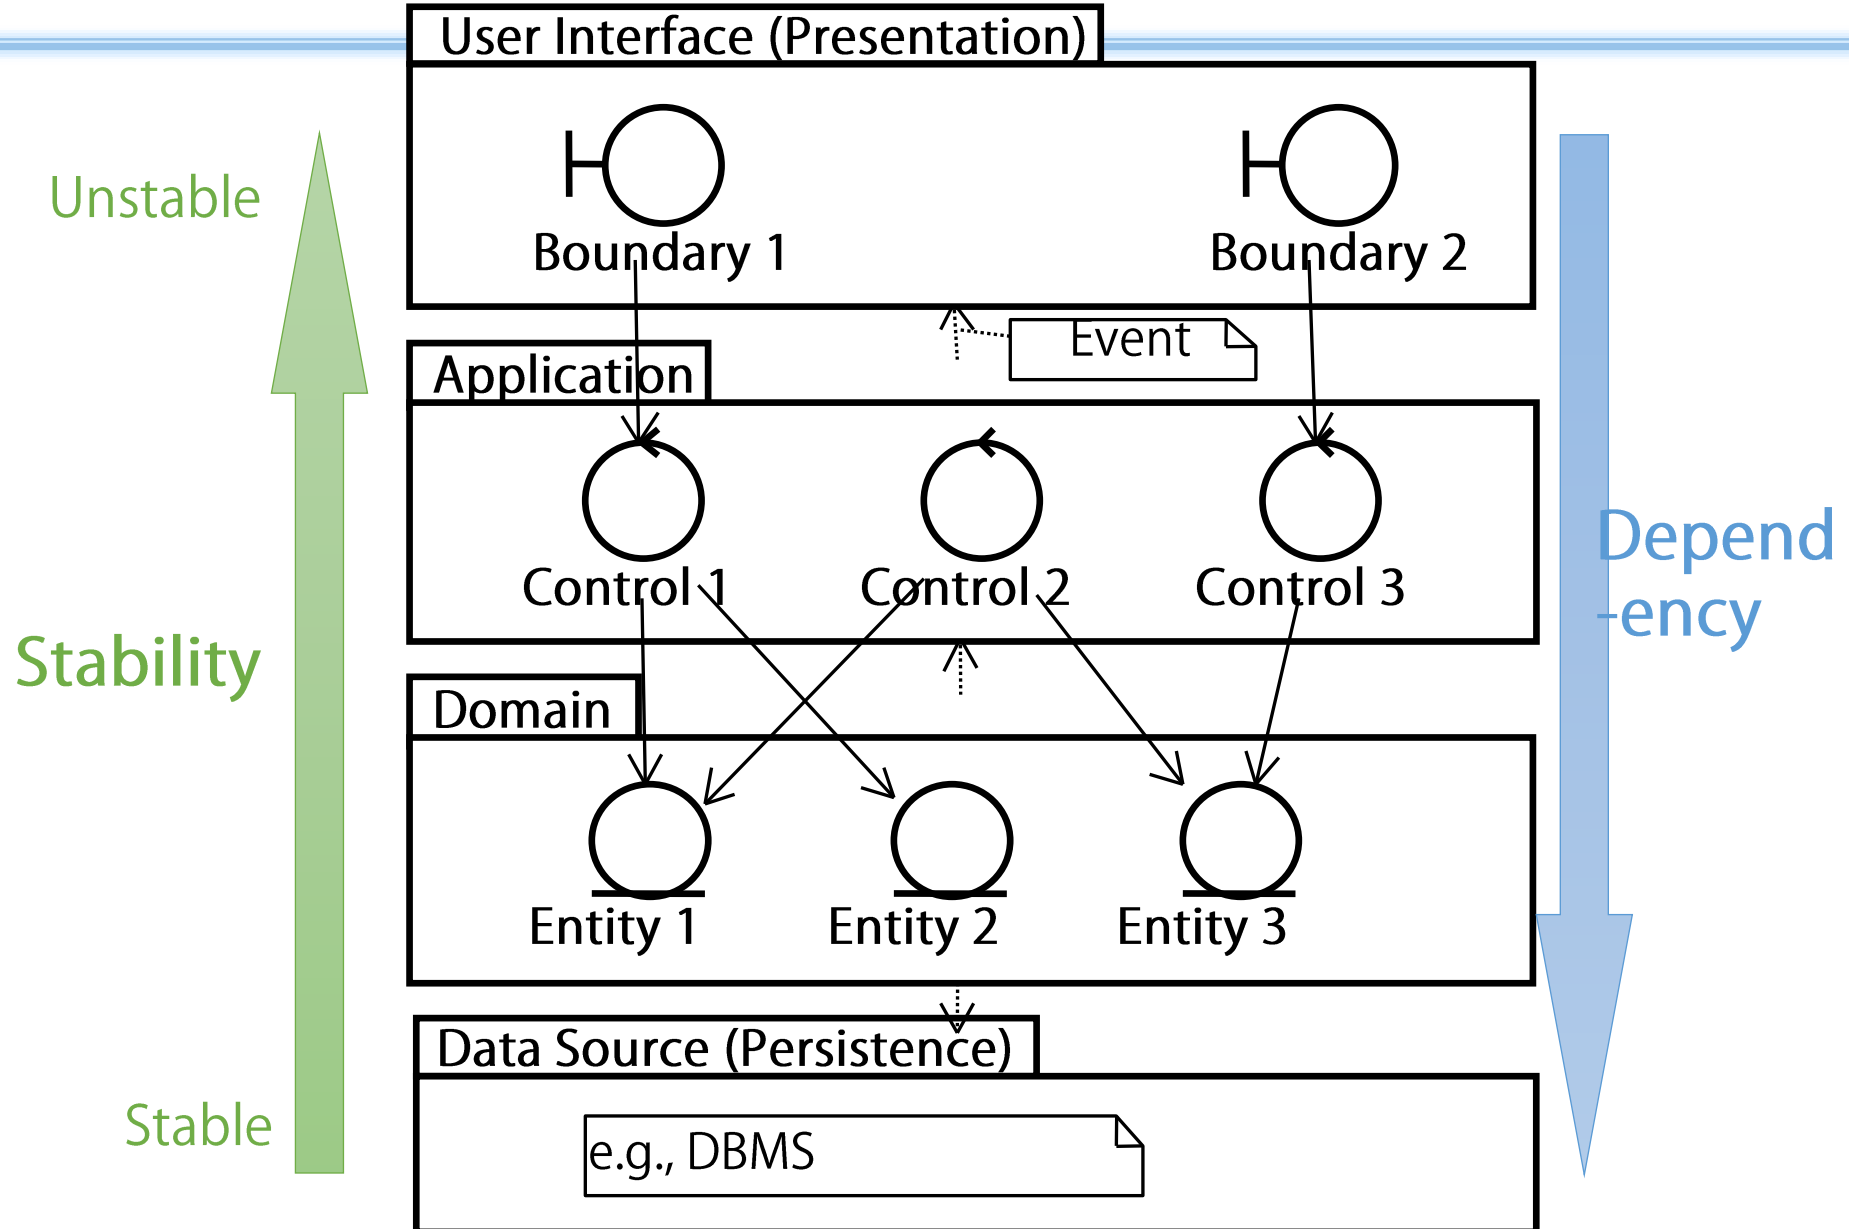 User Interface (Presentation)
Unstable
Boundary 1
Boundary 2
Event
Application
Control 1
Control 2
Control 3
Depend
-ency
Stability
Domain
Entity 1
Entity 2
Entity 3
Data Source (Persistence)
Stable
e.g., DBMS